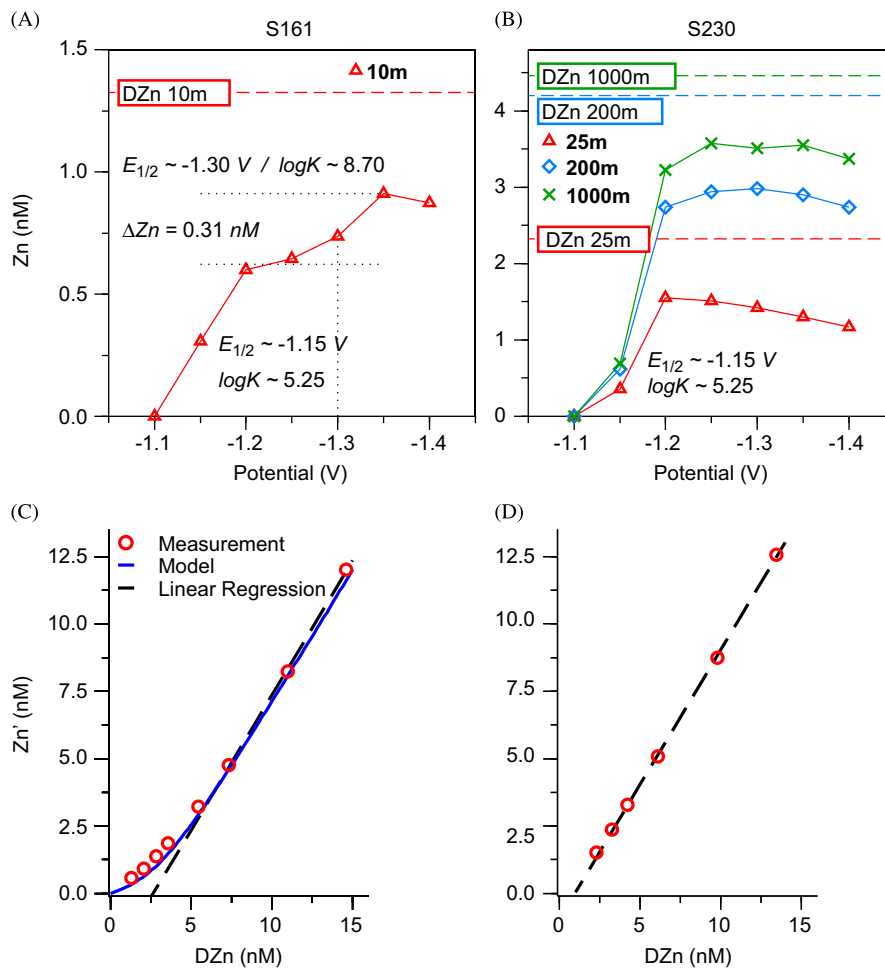 (A)
S161
1.5
1.0
0.5
0.0
Zn (nM)
10m
DZn 10m
E1/2 ~ -1.30 V / logK ~ 8.70
ΔZn = 0.31 nM
E1/2 ~ -1.15 V
logK ~ 5.25
-1.1
-1.2
-1.3
-1.4
Potential (V)
(B)
S230
4
3
2
1
0
DZn 1000m
DZn 200m
25m
200m
1000m
DZn 25m
E1/2 ~ -1.15 V
logK ~ 5.25
-1.1
-1.2
-1.3
-1.4
Potential (V)
(C)
12.5
10.0
7.5
5.0
2.5
0.0
Zn' (nM)
Measurement
Model
Linear Regression
0
5
10
15
DZn (nM)
(D)
12.5
10.0
7.5
5.0
2.5
0.0
0
5
10
15
DZn (nM)